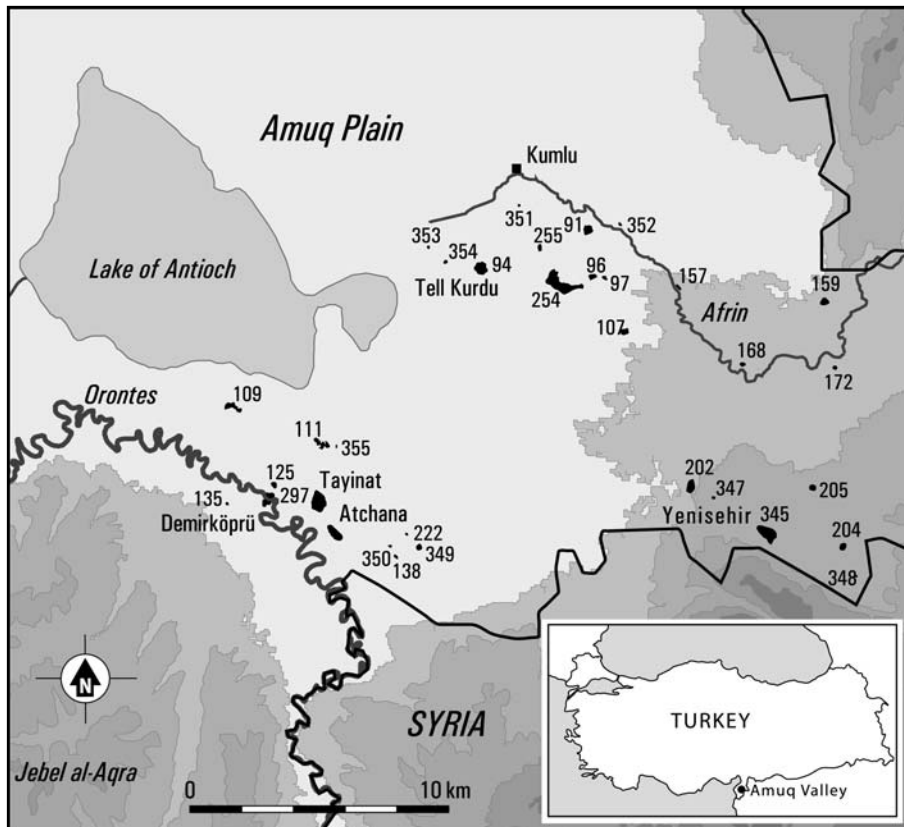 Amuq Plain
Kumlu
351
91
352
353
354
255
Lake of Antioch
94
96
97
157
159
Tell Kurdu
254
Afrin
107
168
172
Orontes
109
111
355
125
Tayinat
202
135
297
347
205
Demirköprü
Atchana
Yenisehir
345
222
204
350
349
138
348
N
SYRIA
TURKEY
Jebel al-Aqra
0
10 km
Amuq Valley